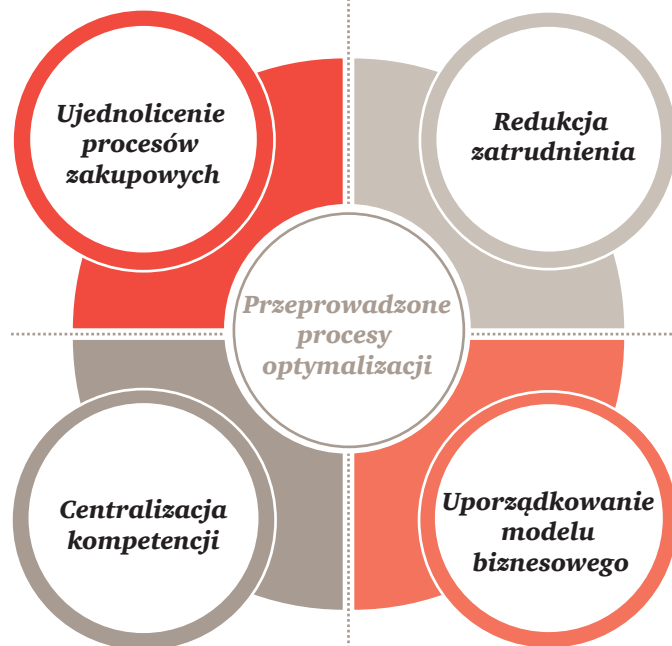 Ujednolicenie
procesów
zakupowych
Redukcja
zatrudnienia
Przeprowadzone
procesy
optymalizacji
Centralizacja
kompetencji
Uporządkowanie
modelu
biznesowego